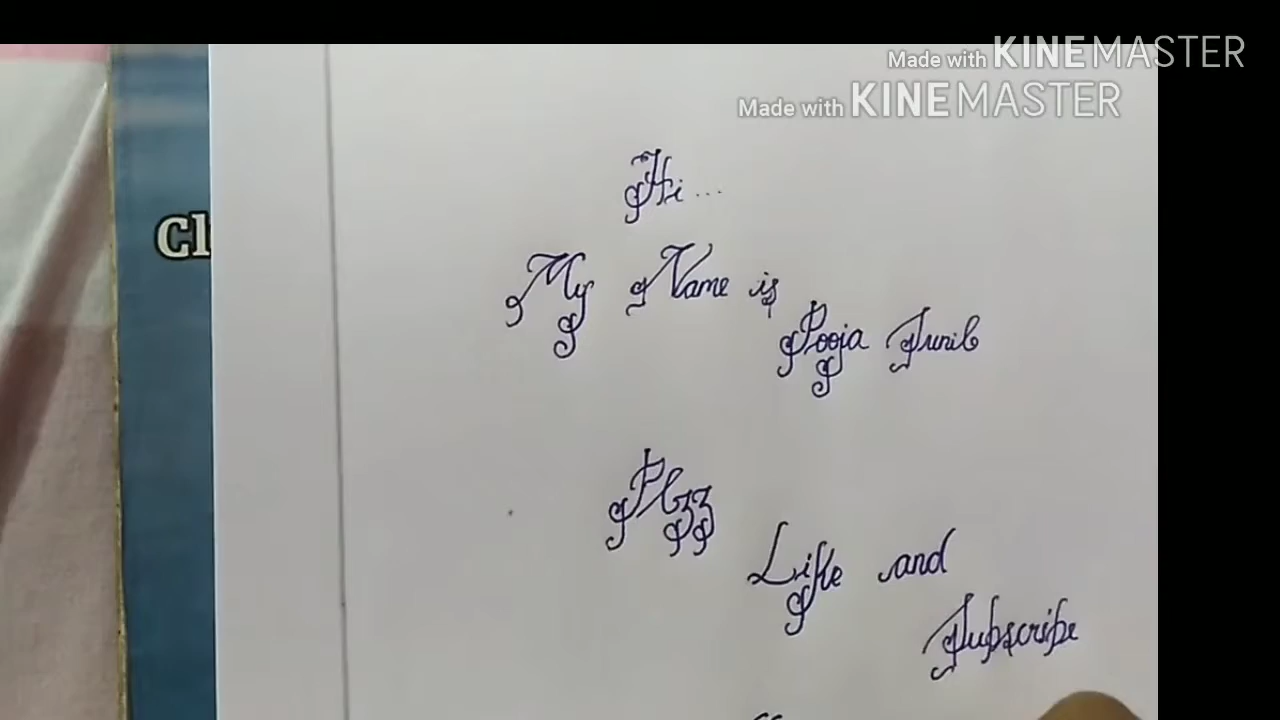 Made with KINEMASTER
Made with KINEMASTER
Hi...
Cl
My Name is
Pooja Sunil
Plzz
Like and
Subscribe